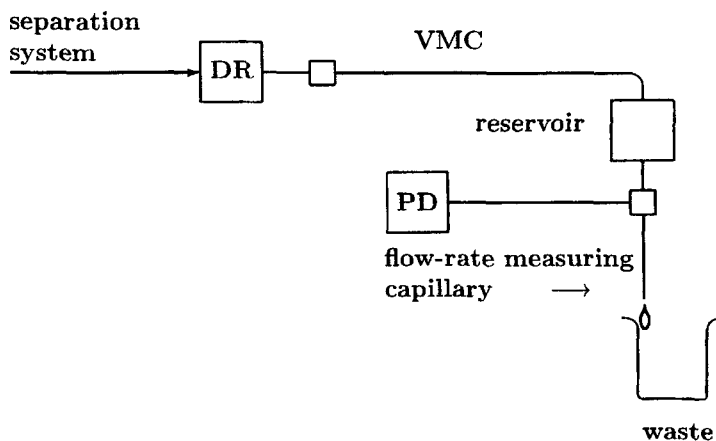 separation
system
VMC
DR
reservoir
PD
flow-rate measuring
capillary →
waste